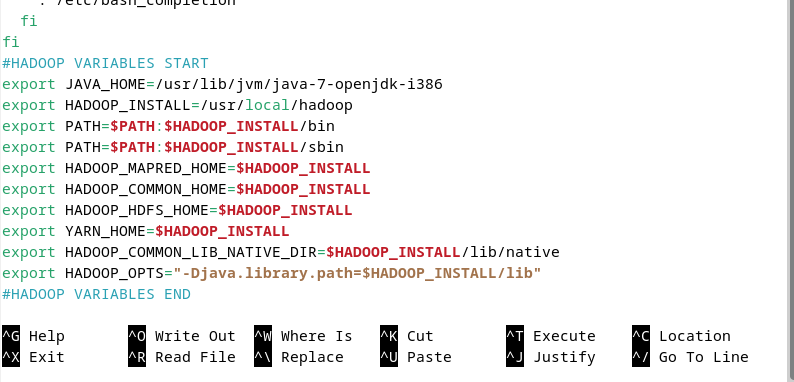 . /etc/bash_completion
fi
fi
#HADOOP VARIABLES START
export JAVA_HOME=/usr/lib/jvm/java-7-openjdk-i386
export HADOOP_INSTALL=/usr/local/hadoop
export PATH=$PATH:$HADOOP_INSTALL/bin
export PATH=$PATH:$HADOOP_INSTALL/sbin
export HADOOP_MAPRED_HOME=$HADOOP_INSTALL
export HADOOP_COMMON_HOME=$HADOOP_INSTALL
export HADOOP_HDFS_HOME=$HADOOP_INSTALL
export YARN_HOME=$HADOOP_INSTALL
export HADOOP_COMMON_LIB_NATIVE_DIR=$HADOOP_INSTALL/lib/native
export HADOOP_OPTS="-Djava.library.path=$HADOOP_INSTALL/lib"
#HADOOP VARIABLES END
^G Help ^O Write Out ^W Where Is ^K Cut ^T Execute ^C Location
^X Exit ^R Read File ^\ Replace ^U Paste ^J Justify ^/ Go To Line